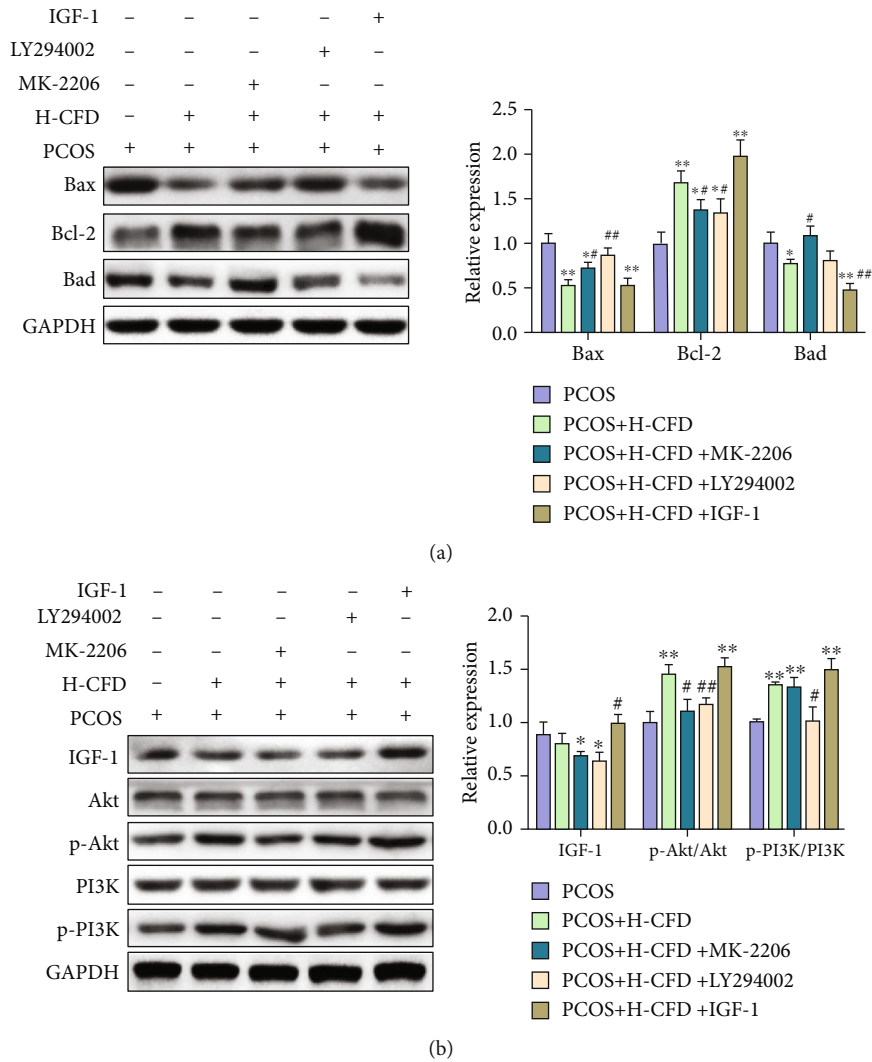 IGF-1 – – – – +
LY294002 – – – + –
MK-2206 – – + – –
H-CFD – + + + +
PCOS + + + + +
Bax
Bcl-2
Bad
GAPDH
Relative expression
2.5
2.0
1.5
1.0
0.5
0.0
** *# ## **
** *# *# **
* # ** ##
Bax Bcl-2 Bad
PCOS
PCOS+H-CFD
PCOS+H-CFD +MK-2206
PCOS+H-CFD +LY294002
PCOS+H-CFD +IGF-1
(a)
IGF-1 – – – – +
LY294002 – – – + –
MK-2206 – – + – –
H-CFD – + + + +
PCOS + + + + +
IGF-1
Akt
p-Akt
PI3K
p-PI3K
GAPDH
Relative expression
2.0
1.5
1.0
0.5
0.0
* * #
** # ## **
** ** # **
IGF-1 p-Akt/Akt p-PI3K/PI3K
PCOS
PCOS+H-CFD
PCOS+H-CFD +MK-2206
PCOS+H-CFD +LY294002
PCOS+H-CFD +IGF-1
(b)